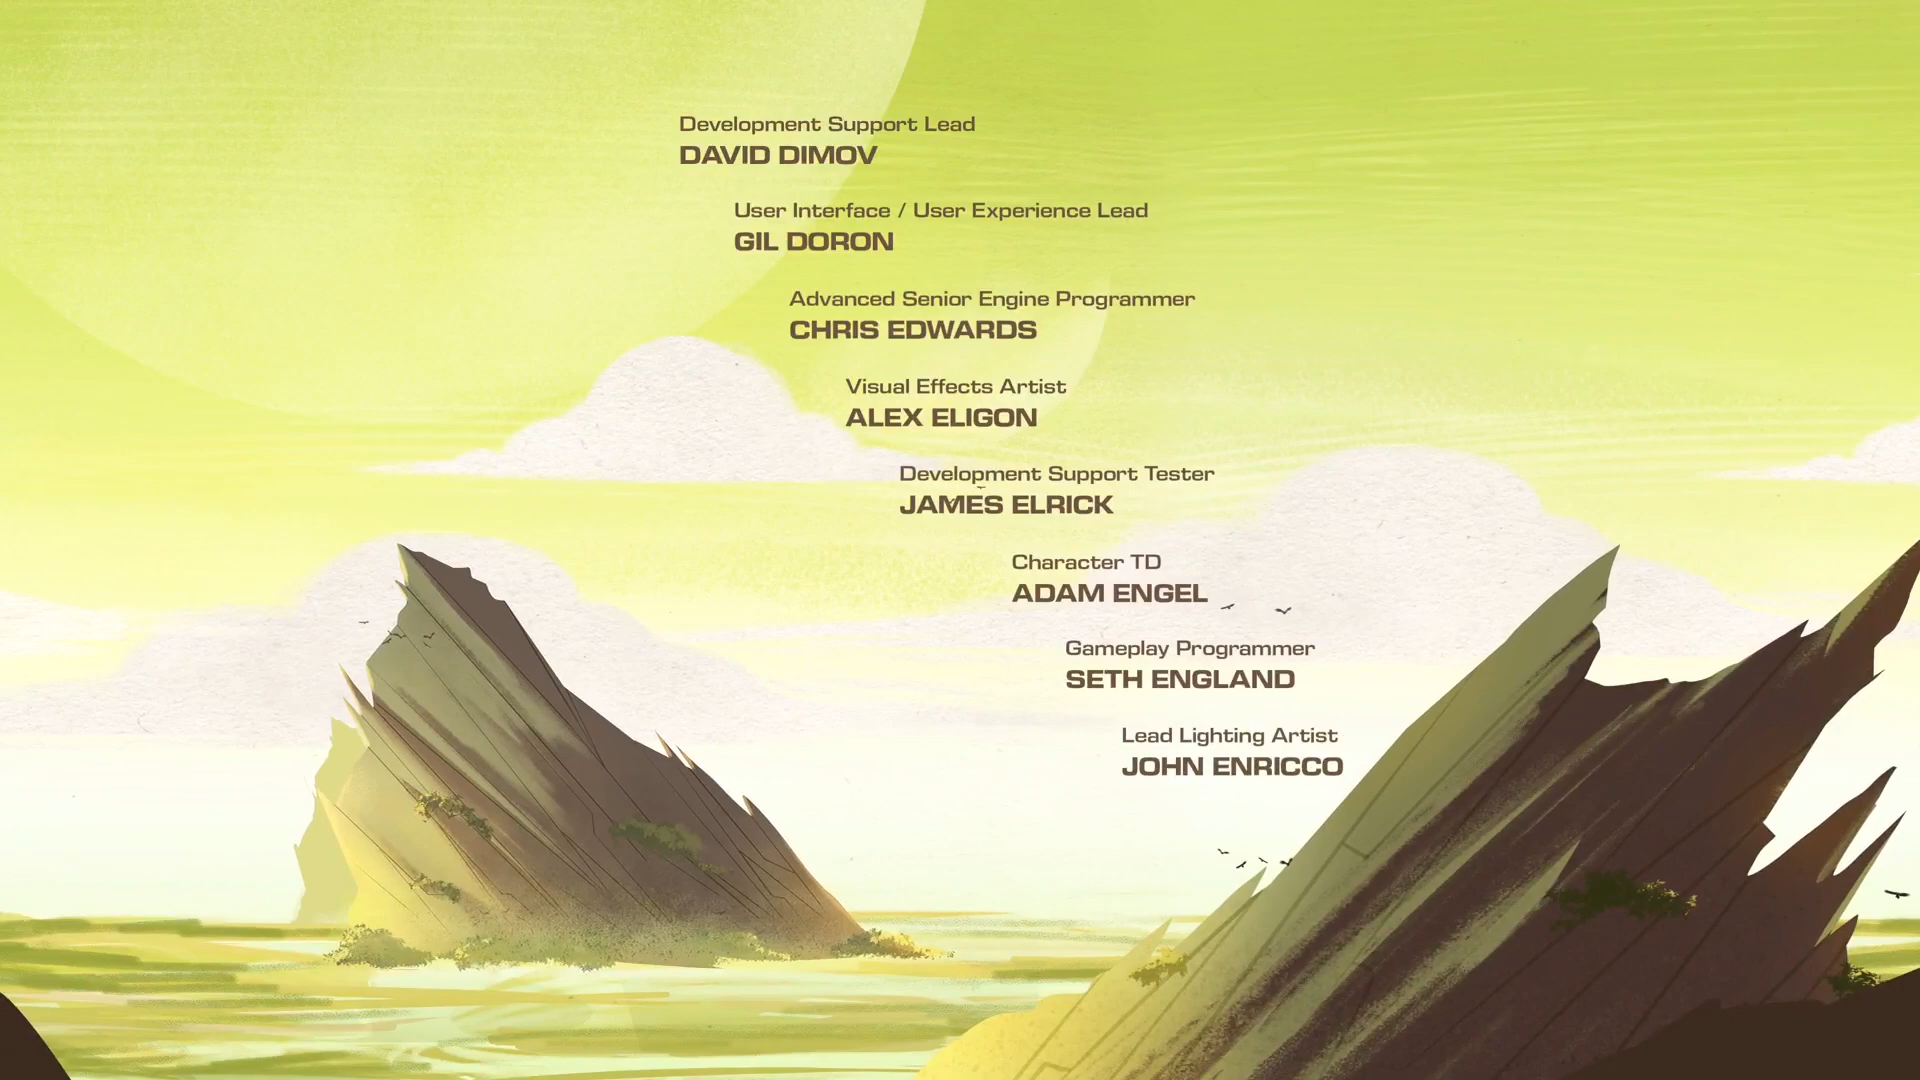 Development Support Lead
DAVID DIMOV
User Interface / User Experience Lead
GIL DORON
Advanced Senior Engine Programmer
CHRIS EDWARDS
Visual Effects Artist
ALEX ELIGON
Development Support Tester
JAMES ELRICK
Character TD
ADAM ENGEL
Gameplay Programmer
SETH ENGLAND
Lead Lighting Artist
JOHN ENRICCO